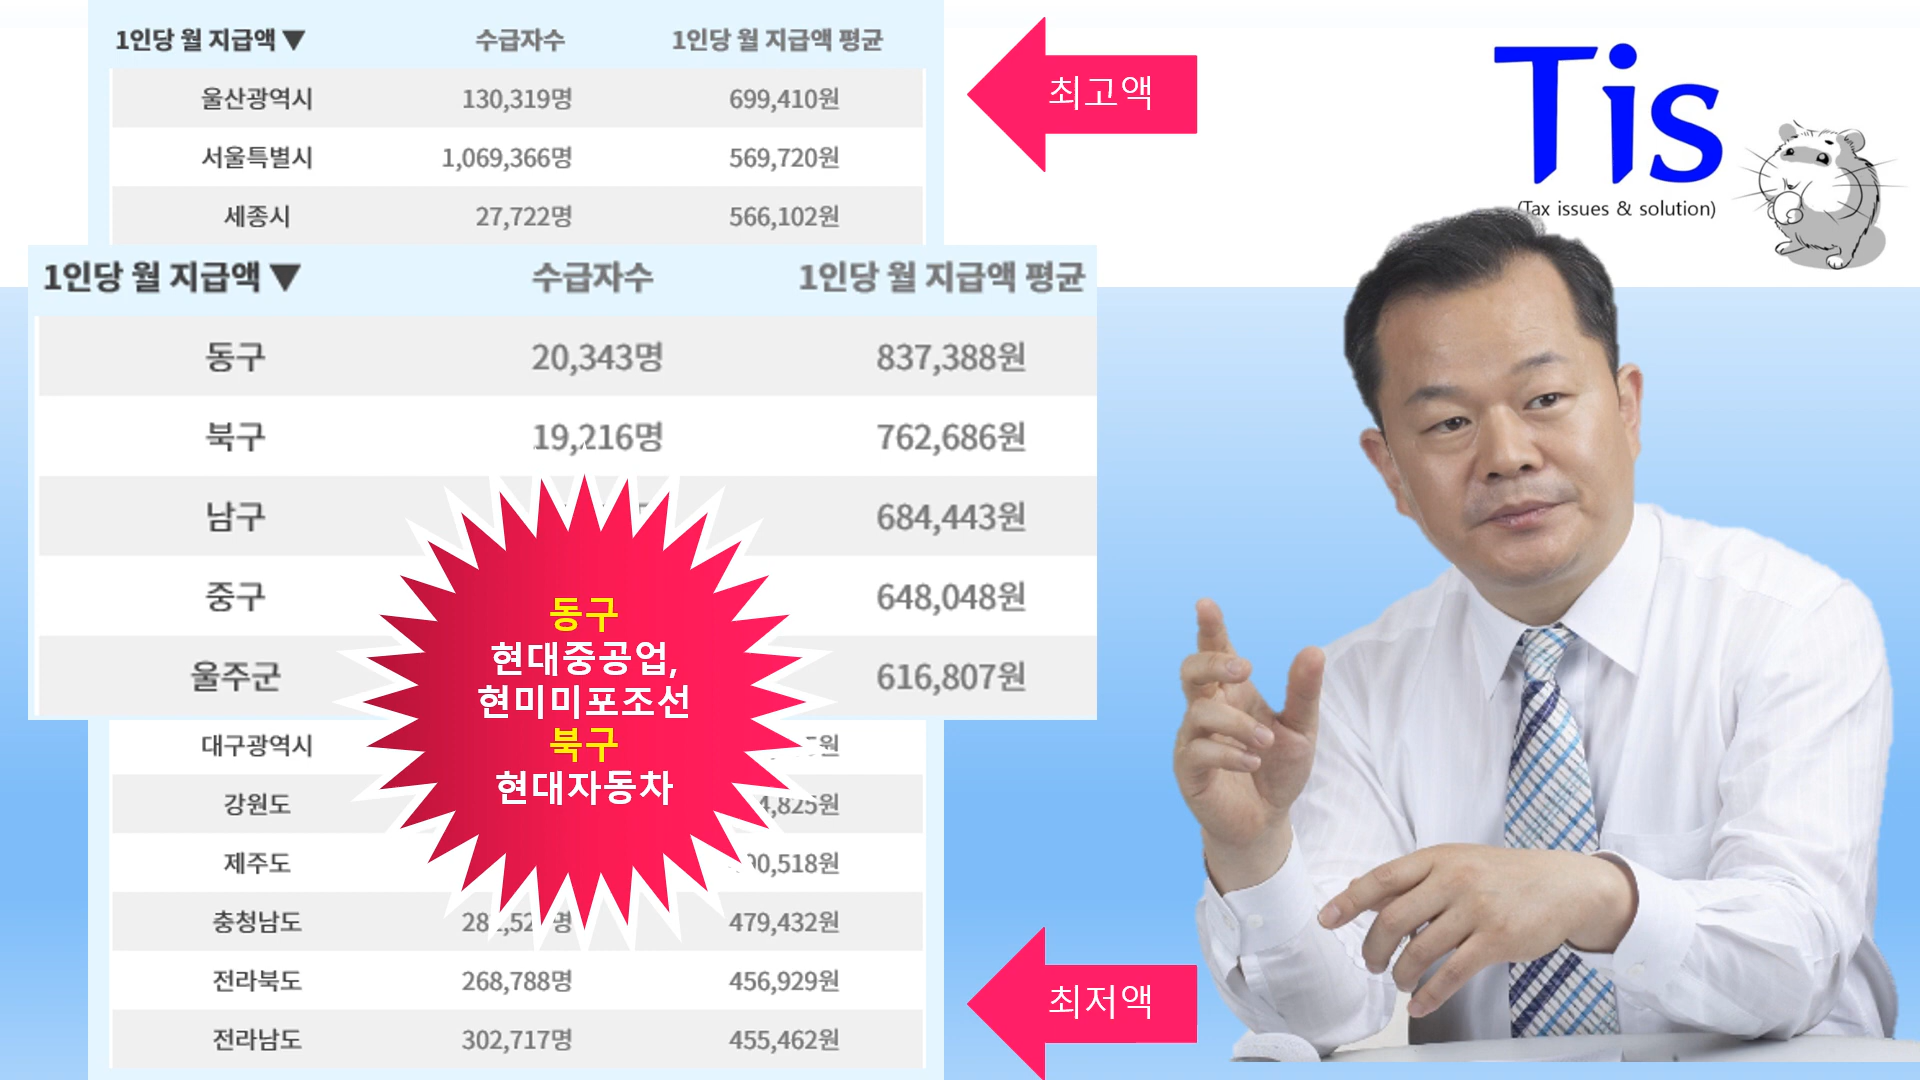 1인당 월 지급액 ▼ 수급자수 1인당 월 지급액 평균
울산광역시 130,319명 699,410원
서울특별시 1,069,366명 569,720원
세종시 27,722명 566,102원
최고액
Tis
(Tax issues & solution)
1인당 월 지급액 ▼ 수급자수 1인당 월 지급액 평균
동구 20,343명 837,388원
북구 19,216명 762,686원
남구 684,443원
중구 648,048원
울주군 616,807원
동구
현대중공업,
현미미포조선
북구
현대자동차
대구광역시
강원도
제주도
충청남도 479,432원
전라북도 268,788명 456,929원
전라남도 302,717명 455,462원
최저액